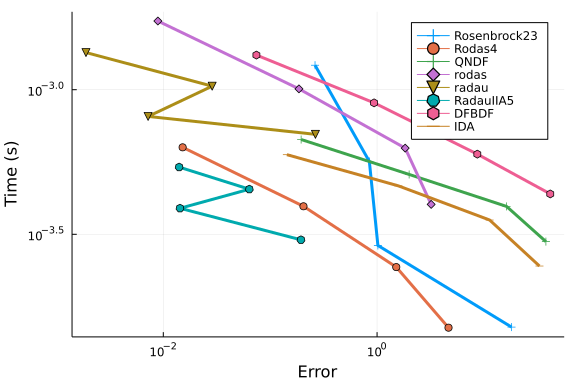 Rosenbrock23
Rodas4
QNDF
rodas
radau
RadauIIA5
DFBDF
IDA
10^-3.0
10^-3.5
Time (s)
10^-2
10^0
Error